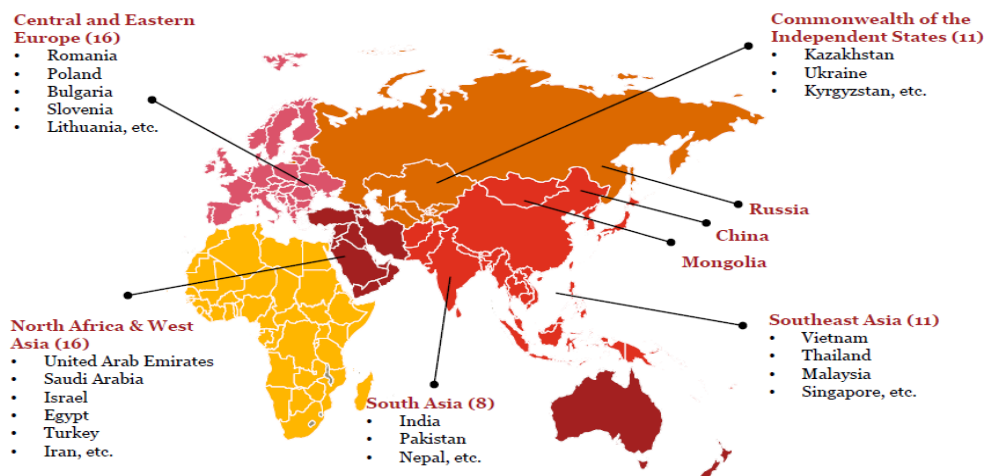 Central and Eastern
Europe (16)
• Romania
• Poland
• Bulgaria
• Slovenia
• Lithuania, etc.
Commonwealth of the
Independent States (11)
• Kazakhstan
• Ukraine
• Kyrgyzstan, etc.
Russia
China
Mongolia
North Africa & West
Asia (16)
• United Arab Emirates
• Saudi Arabia
• Israel
• Egypt
• Turkey
• Iran, etc.
South Asia (8)
• India
• Pakistan
• Nepal, etc.
Southeast Asia (11)
• Vietnam
• Thailand
• Malaysia
• Singapore, etc.